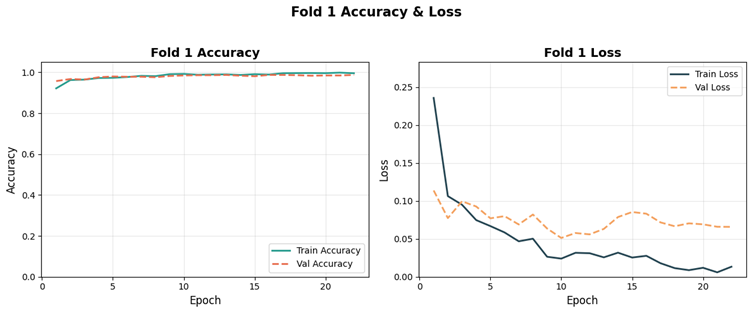 Fold 1 Accuracy & Loss
Fold 1 Accuracy
Accuracy
1.0
0.8
0.6
0.4
0.2
0.0
0
5
10
15
20
Epoch
Train Accuracy
Val Accuracy
Fold 1 Loss
Loss
0.25
0.20
0.15
0.10
0.05
0.00
0
5
10
15
20
Epoch
Train Loss
Val Loss